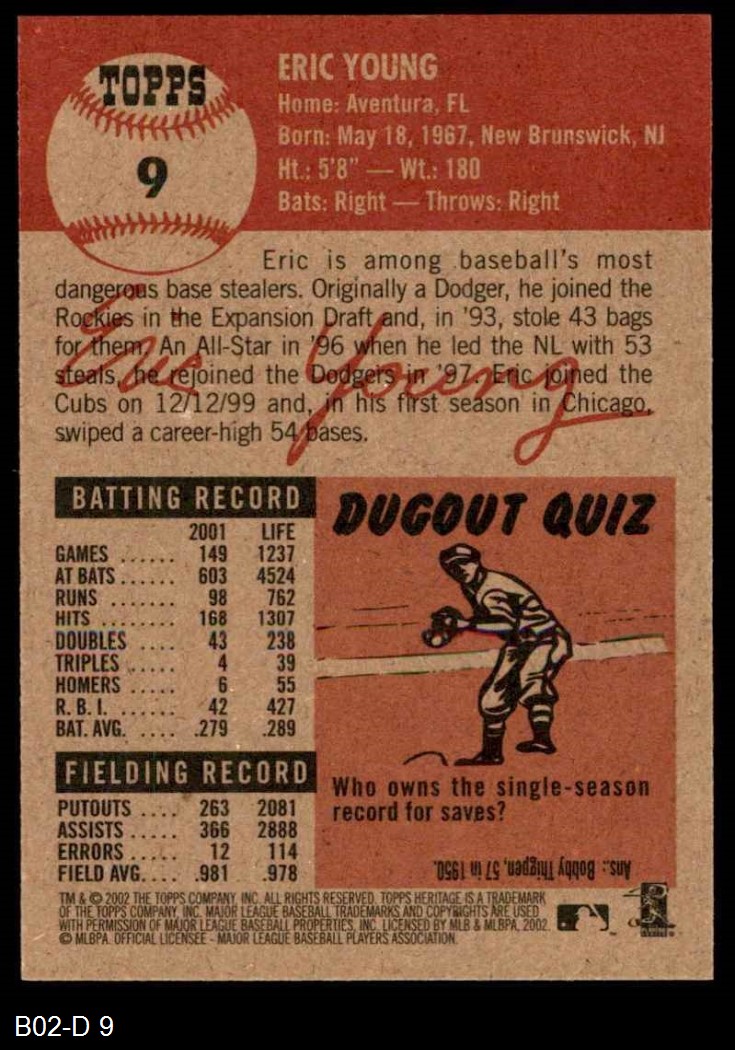 TOPPS
9
ERIC YOUNG
Home: Aventura, FL
Born: May 18, 1967, New Brunswick, NJ
Ht.: 5'8" — Wt.: 180
Bats: Right — Throws: Right
Eric is among baseball's most
dangerous base stealers. Originally a Dodger, he joined the
Rockies in the Expansion Draft and, in '93, stole 43 bags
for them. An All-Star in '96 when he led the NL with 53
steals, he rejoined the Dodgers in '97. Eric joined the
Cubs on 12/12/99 and, in his first season in Chicago,
swiped a career-high 54 bases.
Eric Young
BATTING RECORD
2001 LIFE
GAMES ...... 149 1237
AT BATS ...... 603 4524
RUNS ....... 98 762
HITS ........ 168 1307
DOUBLES .... 43 238
TRIPLES ..... 4 39
HOMERS ..... 6 55
R. B. I. ...... 42 427
BAT. AVG. .... .279 .289
FIELDING RECORD
PUTOUTS .... 263 2081
ASSISTS ..... 366 2888
ERRORS ..... 12 114
FIELD AVG. ... .981 .978
DUGOUT QUIZ
Who owns the single-season
record for saves?
Ans.: Bobby Thigpen, 57 in 1950.
TM & © 2002 THE TOPPS COMPANY, INC. ALL RIGHTS RESERVED. TOPPS HERITAGE IS A TRADEMARK
OF THE TOPPS COMPANY, INC. MAJOR LEAGUE BASEBALL TRADEMARKS AND COPYRIGHTS ARE USED
WITH PERMISSION OF MAJOR LEAGUE BASEBALL PROPERTIES, INC. LICENSED BY MLB & MLBPA, 2002.
© MLBPA. OFFICIAL LICENSEE - MAJOR LEAGUE BASEBALL PLAYERS ASSOCIATION.
B02-D 9